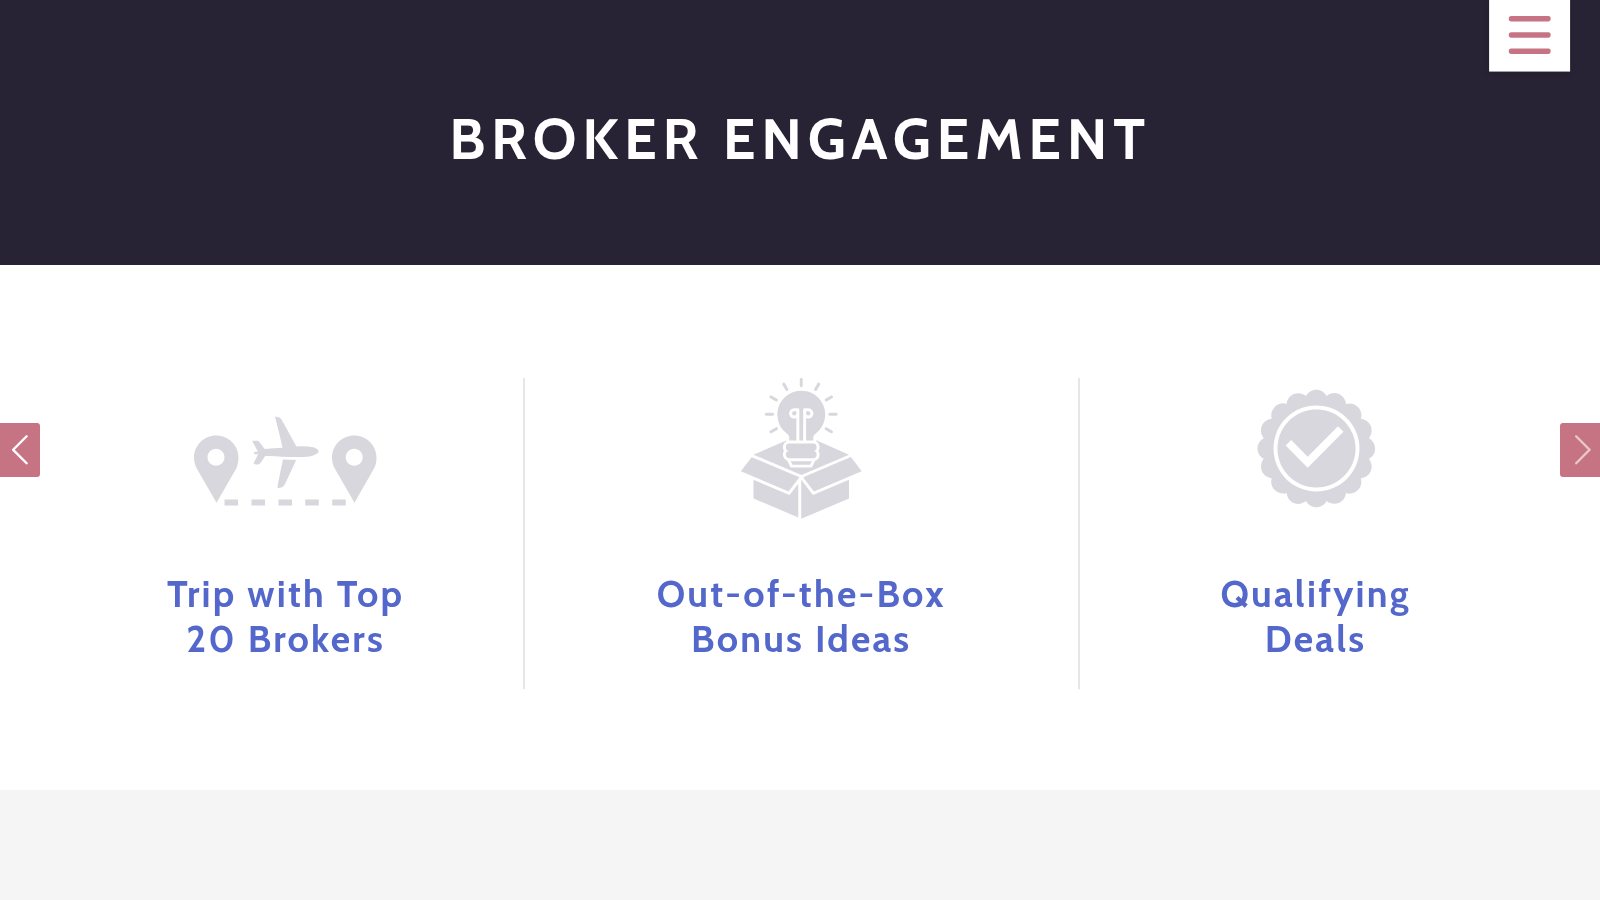 BROKER ENGAGEMENT
Trip with Top
20 Brokers
Out-of-the-Box
Bonus Ideas
Qualifying
Deals